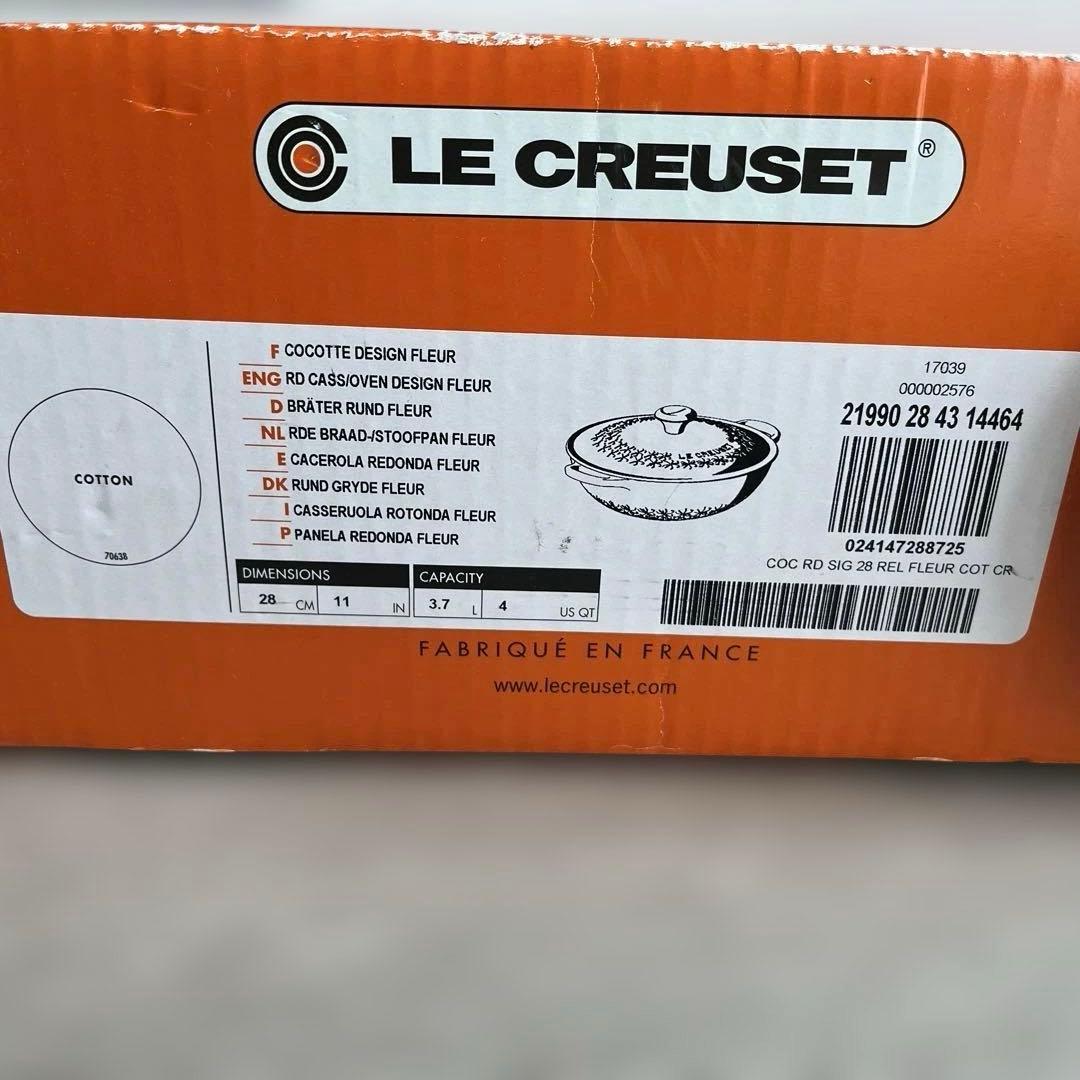 LE CREUSET®
F COCOTTE DESIGN FLEUR
ENG RD CASS/OVEN DESIGN FLEUR
D BRÄTER RUND FLEUR
NL RDE BRAAD-/STOOFPAN FLEUR
E CACEROLA REDONDA FLEUR
DK RUND GRYDE FLEUR
I CASSERUOLA ROTONDA FLEUR
P PANELA REDONDA FLEUR
COTTON
70638
DIMENSIONS
28 CM 11 IN
CAPACITY
3.7 L 4 US QT
LE CREUSET
17039
000002576
21990 28 43 14464
024147288725
COC RD SIG 28 REL FLEUR COT CR
FABRIQUÉ EN FRANCE
www.lecreuset.com